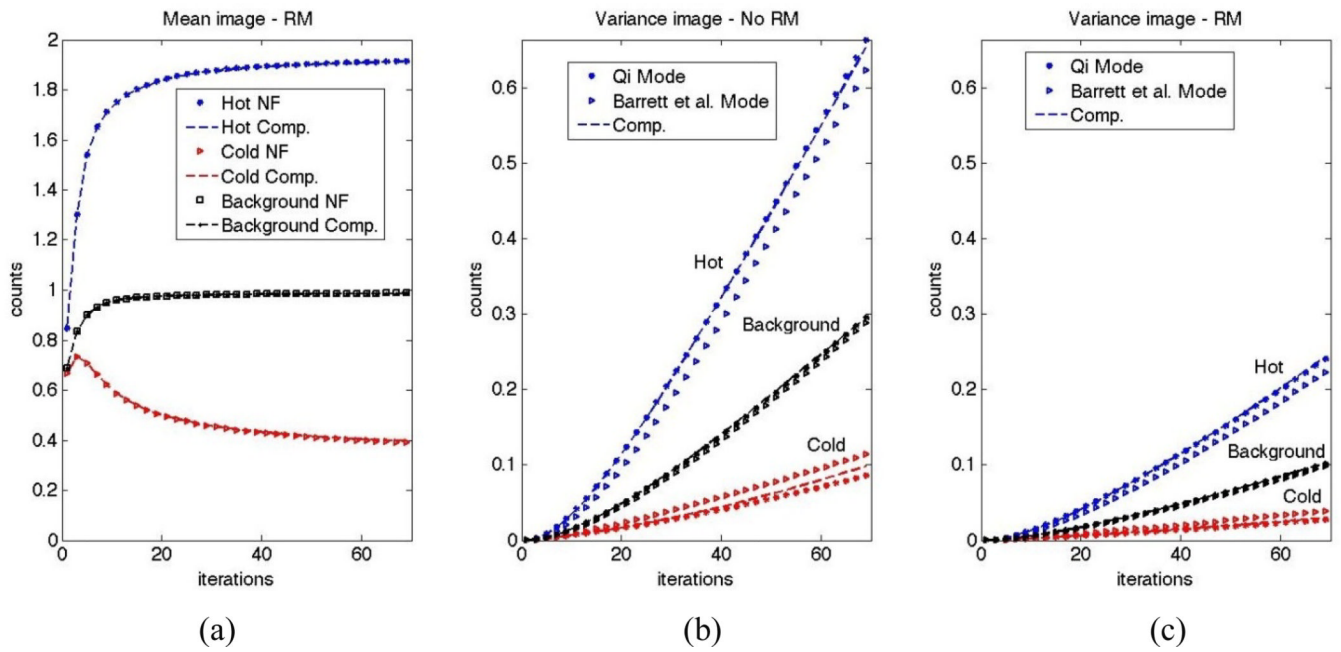 Mean image - RM
2
1.8
1.6
1.4
1.2
1
0.8
0.6
0.4
0.2
0
counts
Hot NF
Hot Comp.
Cold NF
Cold Comp.
Background NF
Background Comp.
0
20
40
60
iterations
(a)
Variance image - No RM
0.6
0.5
0.4
0.3
0.2
0.1
0
counts
Qi Mode
Barrett et al. Mode
Comp.
Hot
Background
Cold
0
20
40
60
iterations
(b)
Variance image - RM
0.6
0.5
0.4
0.3
0.2
0.1
0
counts
Qi Mode
Barrett et al. Mode
Comp.
Hot
Background
Cold
0
20
40
60
iterations
(c)